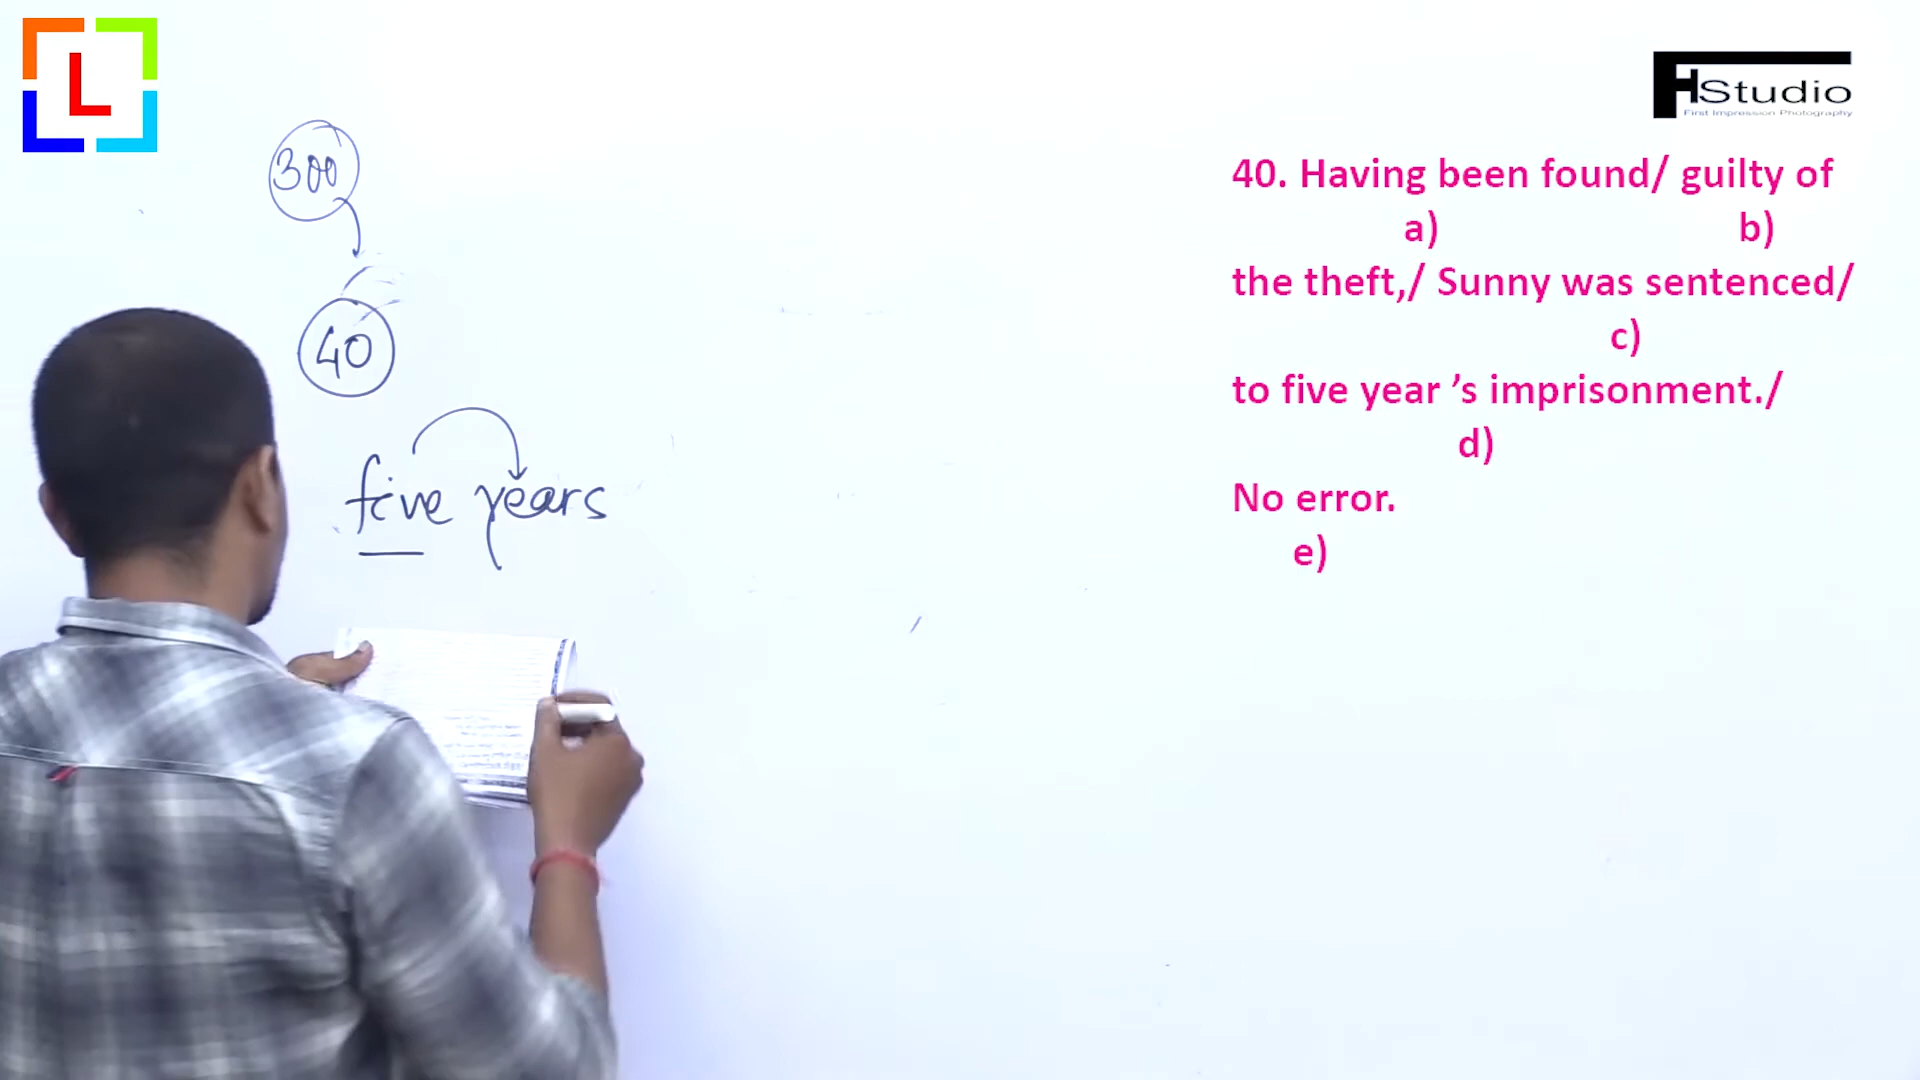 L
HStudio
First Impression Photography
300
40
five years
40. Having been found/ guilty of
a) b)
the theft,/ Sunny was sentenced/
c)
to five year ’s imprisonment./
d)
No error.
e)